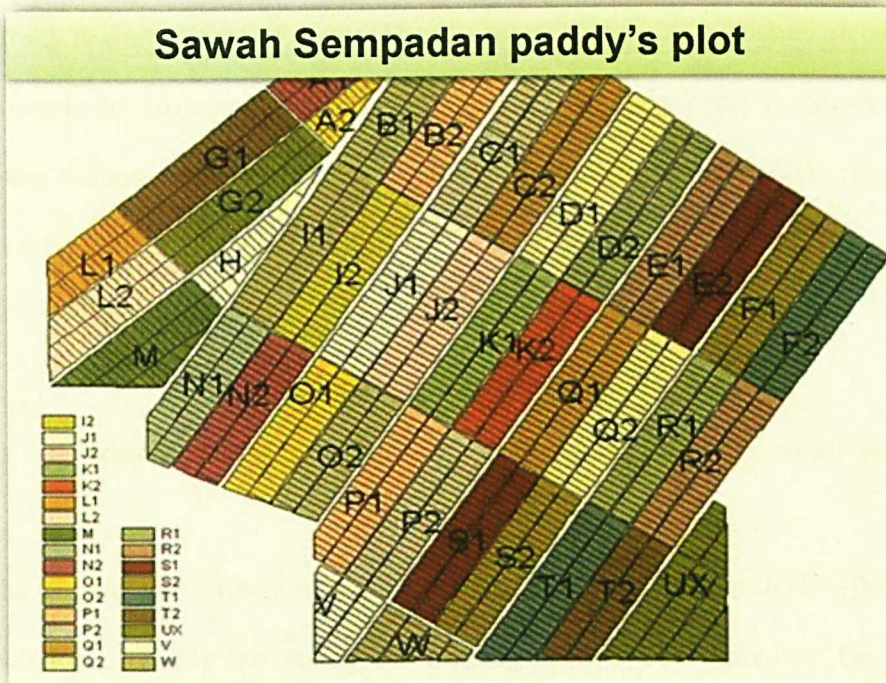 Sawah Sempadan paddy's plot
A1
A2
B1
B2
C1
C2
D1
D2
E1
E2
F1
F2
G1
G2
H
I1
I2
J1
J2
K1
K2
L1
L2
M
N1
N2
O1
O2
P1
P2
Q1
Q2
R1
R2
S1
S2
T1
T2
UX
V
W
I2
J1
J2
K1
K2
L1
L2
M
N1
N2
O1
O2
P1
P2
Q1
Q2
R1
R2
S1
S2
T1
T2
UX
V
W